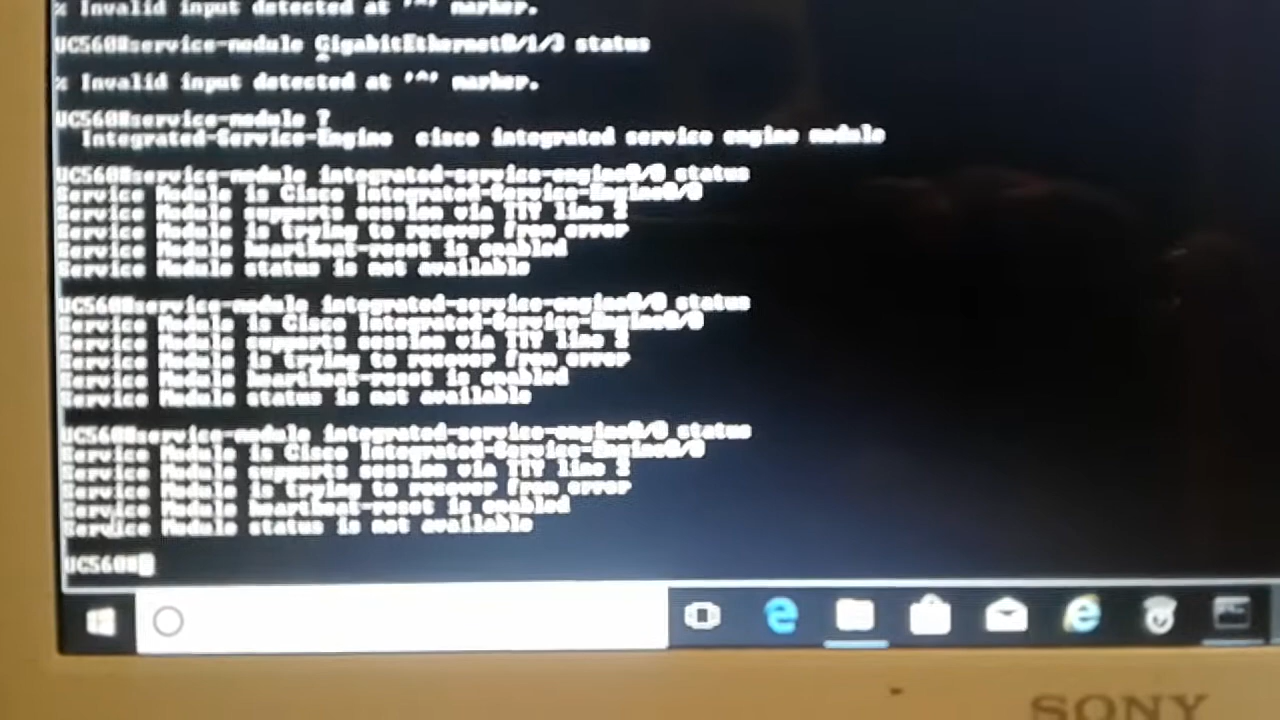 % Invalid input detected at '^' marker.
UC560#service-module GigabitEthernet0/1/3 status
^
% Invalid input detected at '^' marker.
UC560#service-module ?
Integrated-Service-Engine cisco integrated service engine module
UC560#service-module integrated-service-engine0/0 status
Service Module is Cisco Integrated-Service-Engine0/0
Service Module supports session via TTY line 2
Service Module is trying to recover from error
Service Module heartbeat-reset is enabled
Service Module status is not available
UC560#service-module integrated-service-engine0/0 status
Service Module is Cisco Integrated-Service-Engine0/0
Service Module supports session via TTY line 2
Service Module is trying to recover from error
Service Module heartbeat-reset is enabled
Service Module status is not available
UC560#service-module integrated-service-engine0/0 status
Service Module is Cisco Integrated-Service-Engine0/0
Service Module supports session via TTY line 2
Service Module is trying to recover from error
Service Module heartbeat-reset is enabled
Service Module status is not available
UC560#
SONY